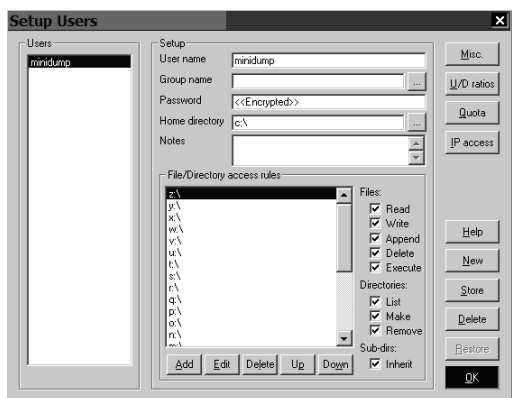 Setup Users
Users
minidump
Setup
User name
minidump
Group name
...
Password
<<Encrypted>>
Home directory
c:\
...
Notes
File/Directory access rules
z:\
y:\
x:\
w:\
v:\
u:\
t:\
s:\
r:\
q:\
p:\
o:\
n:\
m:\
Files:
Read
Write
Append
Delete
Execute
Directories:
List
Make
Remove
Sub-dirs:
Inherit
Add
Edit
Delete
Up
Down
Misc.
U/D ratios
Quota
IP access
Help
New
Store
Delete
Restore
OK